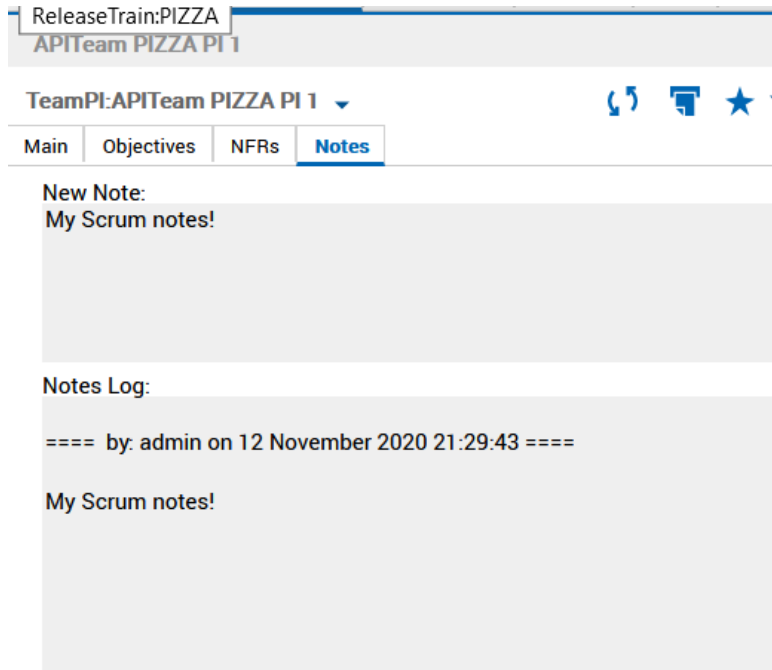 ReleaseTrain:PIZZA
APITeam PIZZA PI 1
TeamPI:APITeam PIZZA PI 1
Main Objectives NFRs Notes
New Note:
My Scrum notes!
Notes Log:
==== by: admin on 12 November 2020 21:29:43 ====
My Scrum notes!